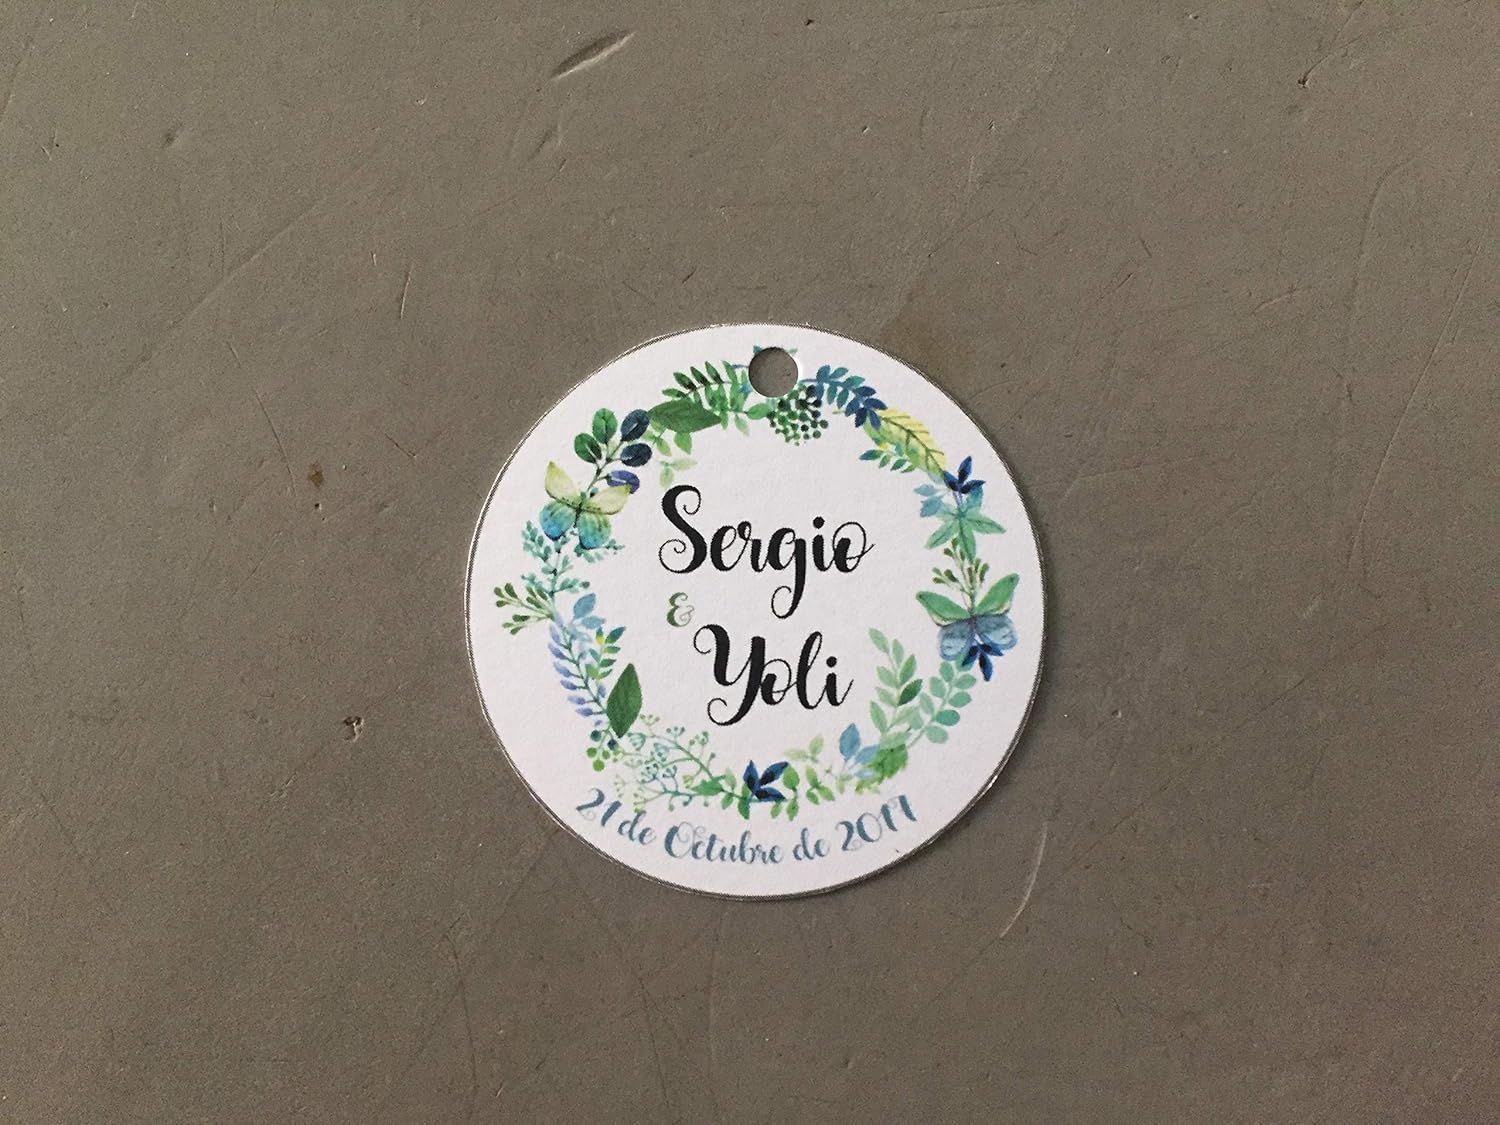 Sergio
&
Yoli
21 de Octubre de 2017